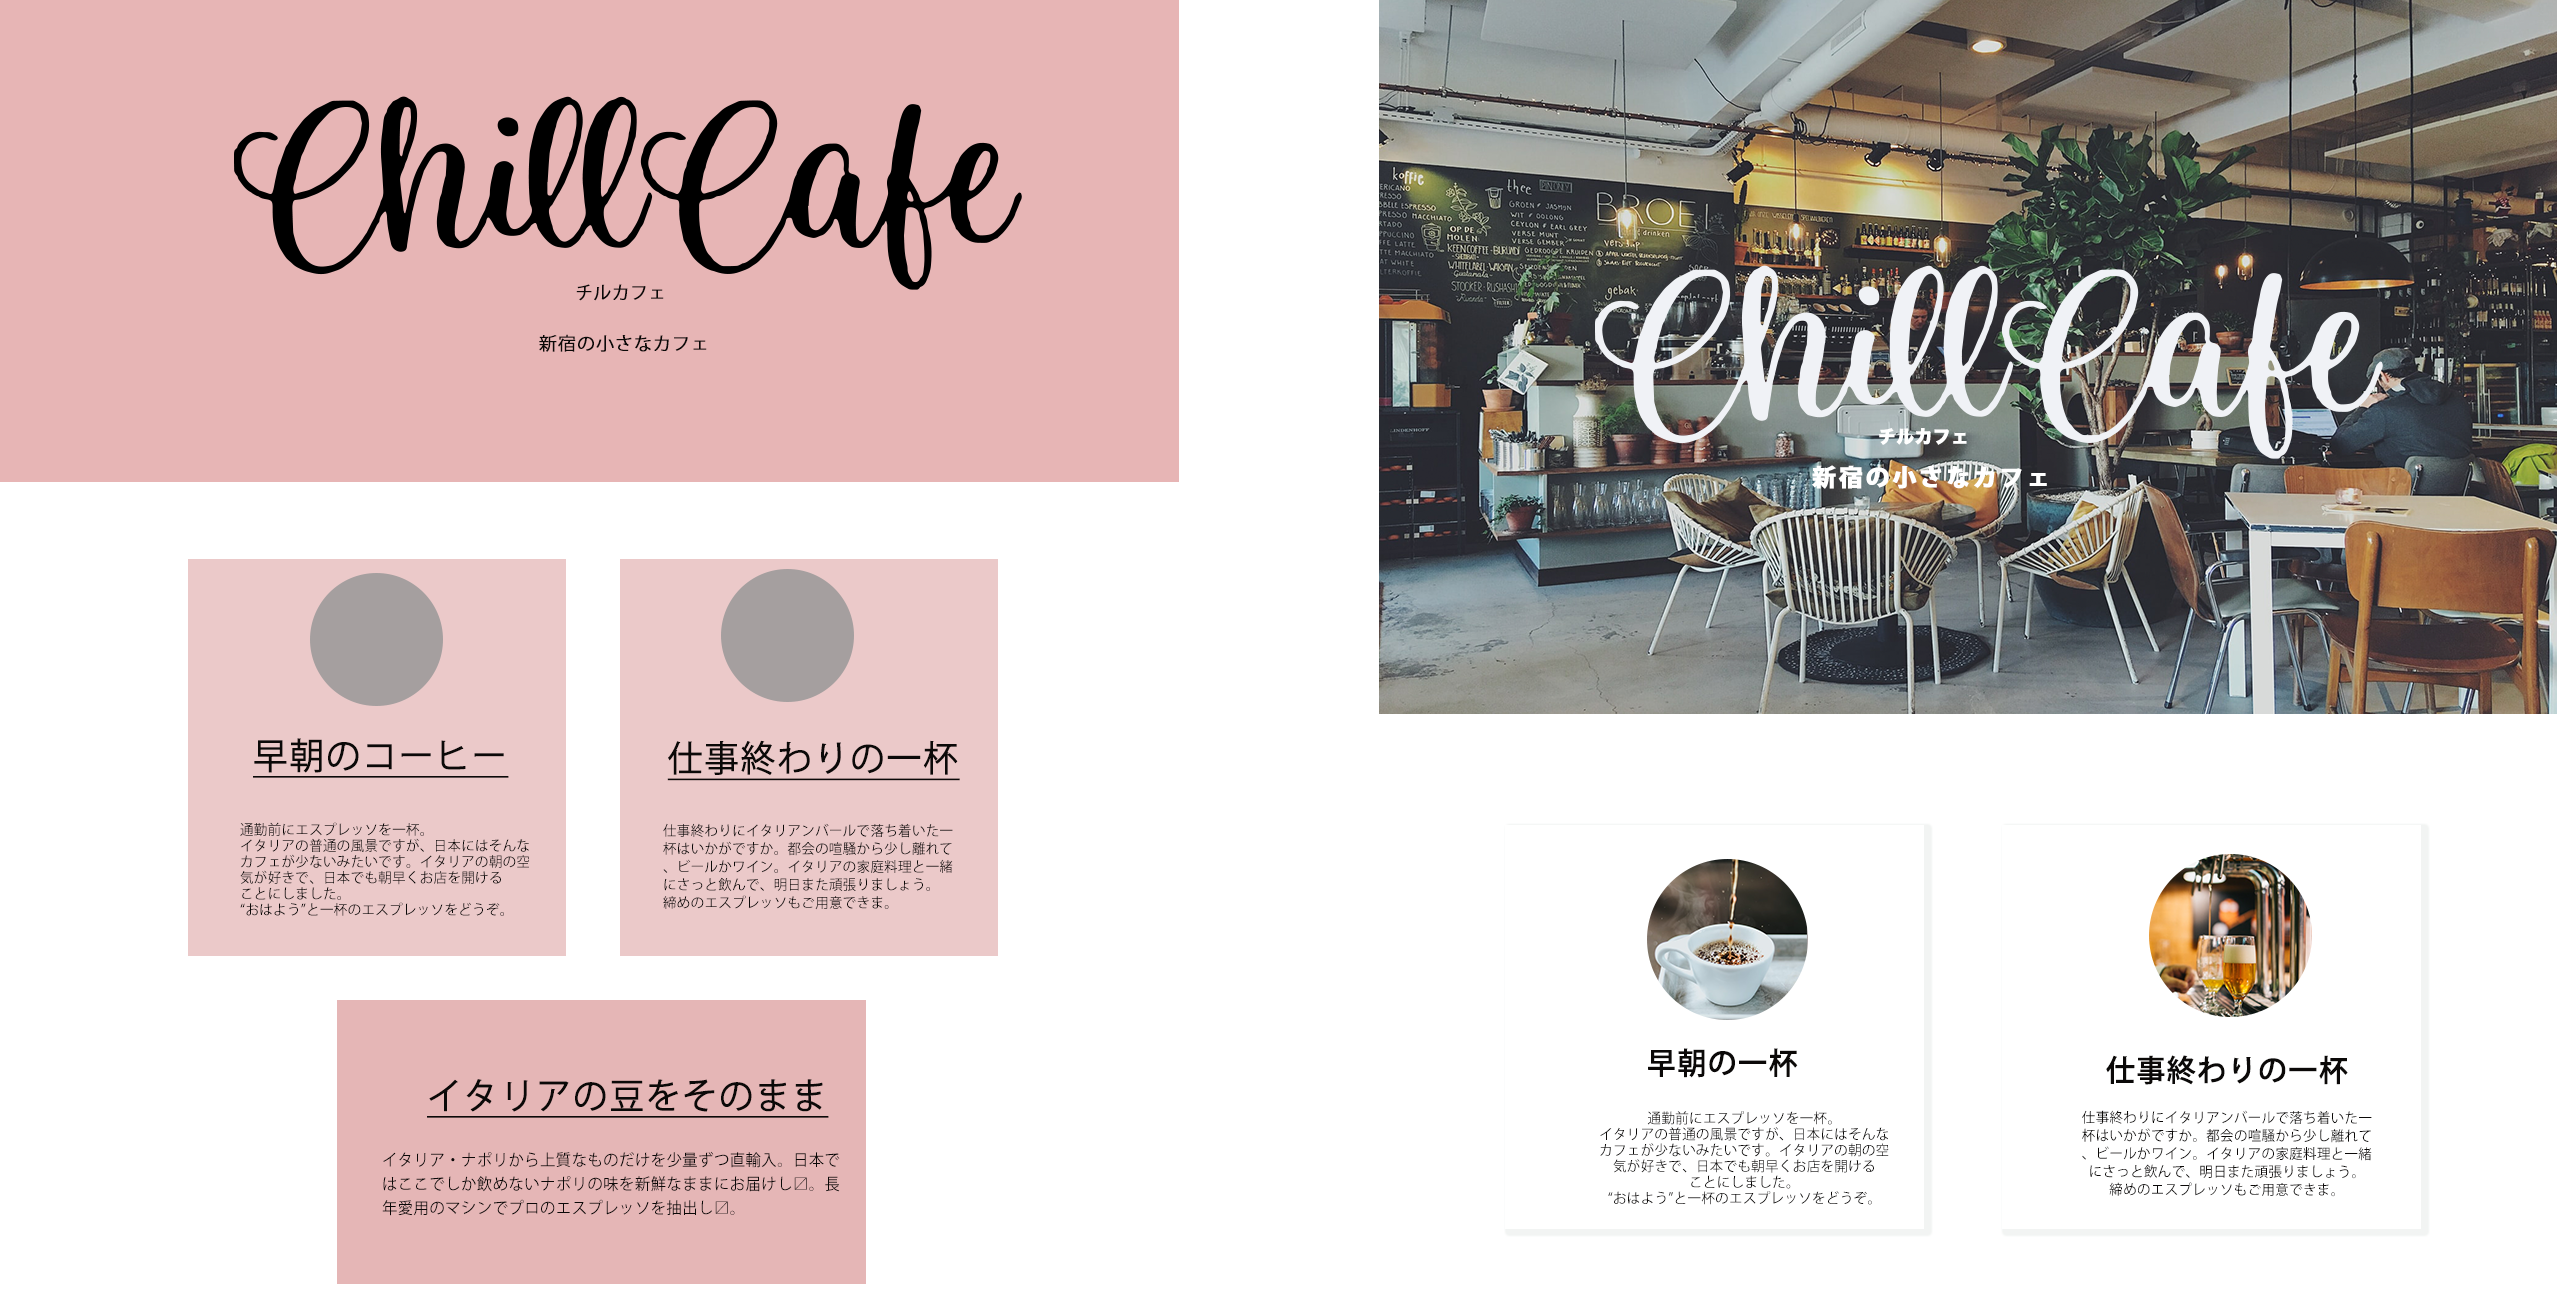 Chill Cafe
チルカフェ
新宿の小さなカフェ
早朝のコーヒー
通勤前にエスプレッソを一杯。
イタリアの普通の風景ですが、日本にはそんな
カフェが少ないみたいです。イタリアの朝の空
気が好きで、日本でも朝早くお店を開ける
ことにしました。
“おはよう”と一杯のエスプレッソをどうぞ。
仕事終わりの一杯
仕事終わりにイタリアンバールで落ち着いた一
杯はいかがですか。都会の喧騒から少し離れて
、ビールかワイン。イタリアの家庭料理と一緒
にさっと飲んで、明日また頑張りましょう。
締めのエスプレッソもご用意できま。
イタリアの豆をそのまま
イタリア・ナポリから上質なものだけを少量ずつ直輸入。日本で
はここでしか飲めないナポリの味を新鮮なままにお届けし〼。長
年愛用のマシンでプロのエスプレッソを抽出し〼。
koffie
thee
PIN ONLY
GROEN & JASMIJN
WIT & OOLONG
CEYLON & EARL GREY
VERSE MUNT
VERSE GEMBER
OP DE
MOLEN:
BROEI
drinken
gebak
Chill Cafe
チルカフェ
新宿の小さなカフェ
早朝の一杯
通勤前にエスプレッソを一杯。
イタリアの普通の風景ですが、日本にはそんな
カフェが少ないみたいです。イタリアの朝の空
気が好きで、日本でも朝早くお店を開ける
ことにしました。
“おはよう”と一杯のエスプレッソをどうぞ。
仕事終わりの一杯
仕事終わりにイタリアンバールで落ち着いた一
杯はいかがですか。都会の喧騒から少し離れて
、ビールかワイン。イタリアの家庭料理と一緒
にさっと飲んで、明日また頑張りましょう。
締めのエスプレッソもご用意できま。